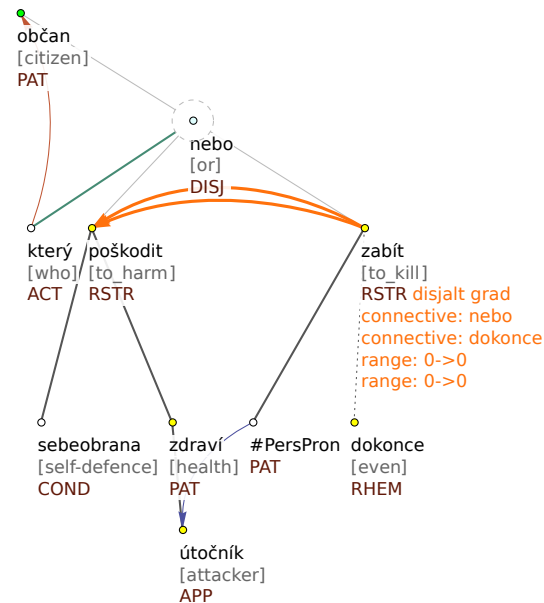 občan
[citizen]
PAT
nebo
[or]
DISJ
který
[who]
ACT
poškodit
[to_harm]
RSTR
zabít
[to_kill]
RSTR disjalt grad
connective: nebo
connective: dokonce
range: 0->0
range: 0->0
sebeobrana
[self-defence]
COND
zdraví
[health]
PAT
#PersPron
PAT
dokonce
[even]
RHEM
útočník
[attacker]
APP